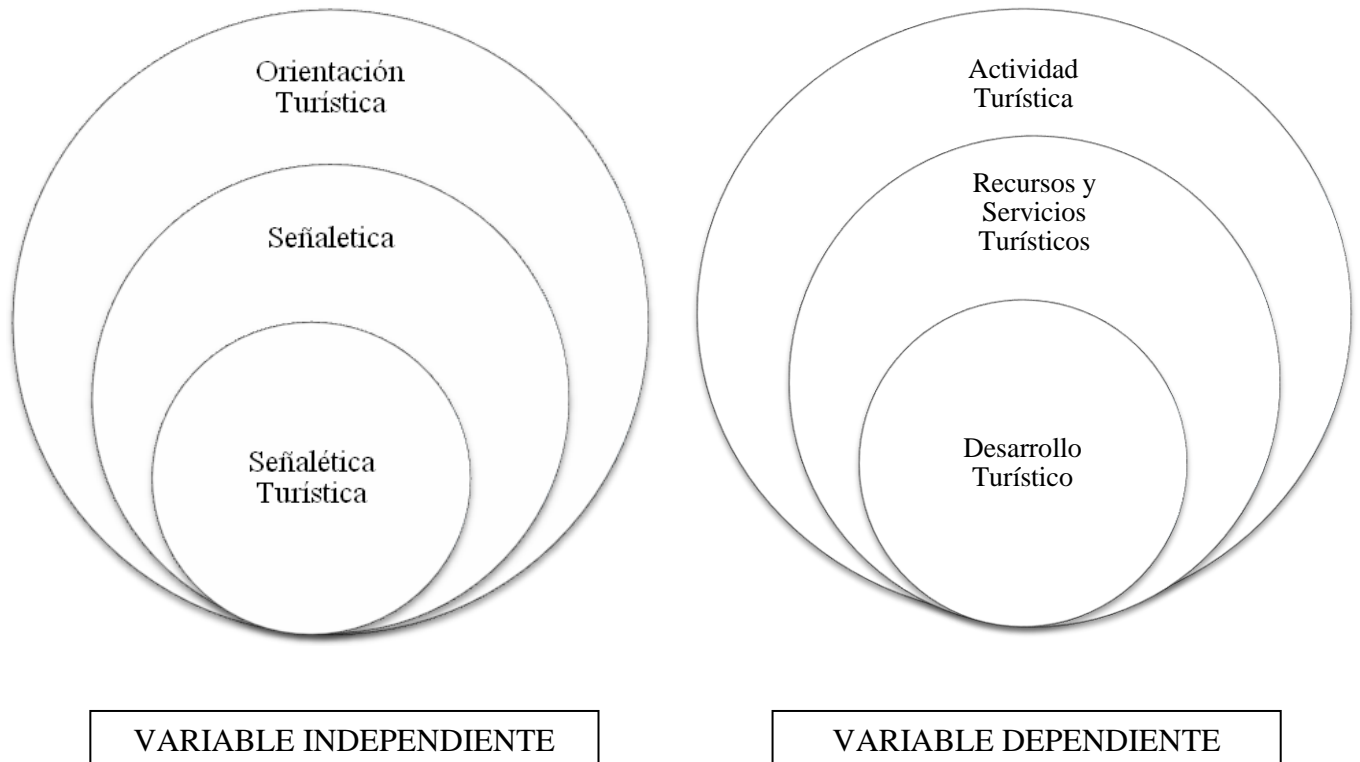 Orientación
Turística
Señaletica
Señalética
Turística
VARIABLE INDEPENDIENTE
Actividad
Turística
Recursos y
Servicios
Turísticos
Desarrollo
Turístico
VARIABLE DEPENDIENTE